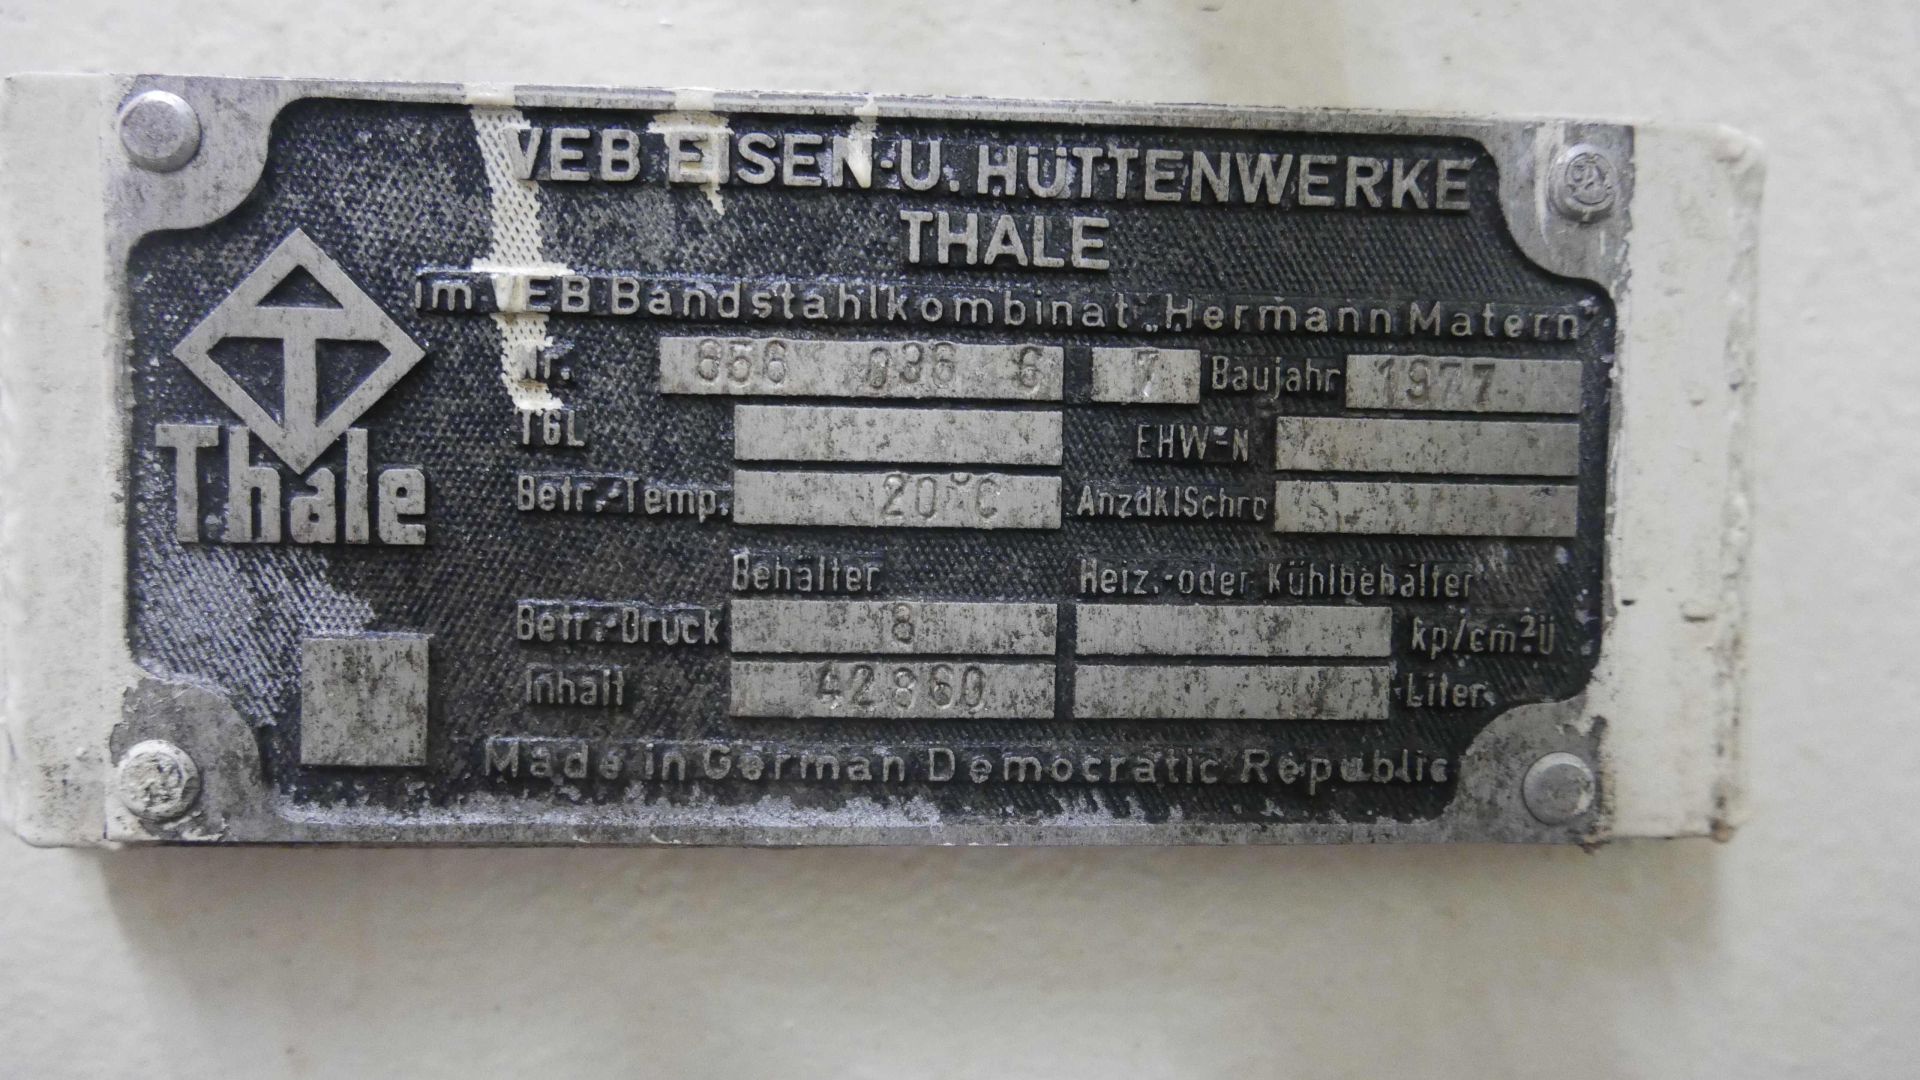 VEB EISEN-U. HÜTTENWERKE
THALE
im VEB Bandstahlkombinat „Hermann Matern"
Thale
Nr. 656 036 6 7 Baujahr 1977
TGL EHW-N
Betr.-Temp. 20°C AnzdKlSchrp
Behälter Heiz.-oder Kühlbehälter
Betr.-Druck 8 kp/cm²Ü
Inhalt 42860 Liter
Made in German Democratic Republic